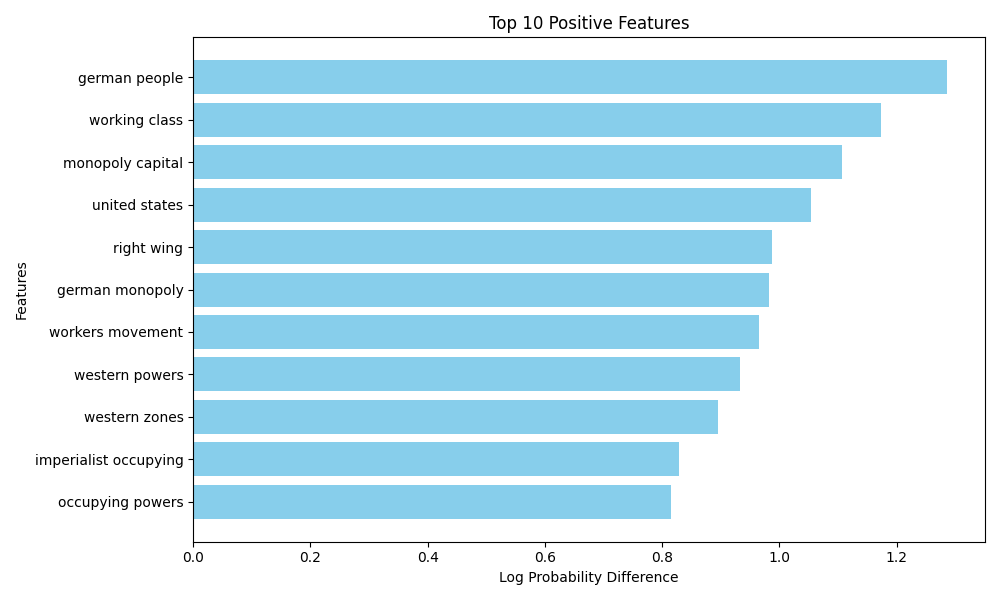 Top 10 Positive Features
german people
working class
monopoly capital
united states
right wing
german monopoly
workers movement
western powers
western zones
imperialist occupying
occupying powers
Features
0.0 0.2 0.4 0.6 0.8 1.0 1.2
Log Probability Difference